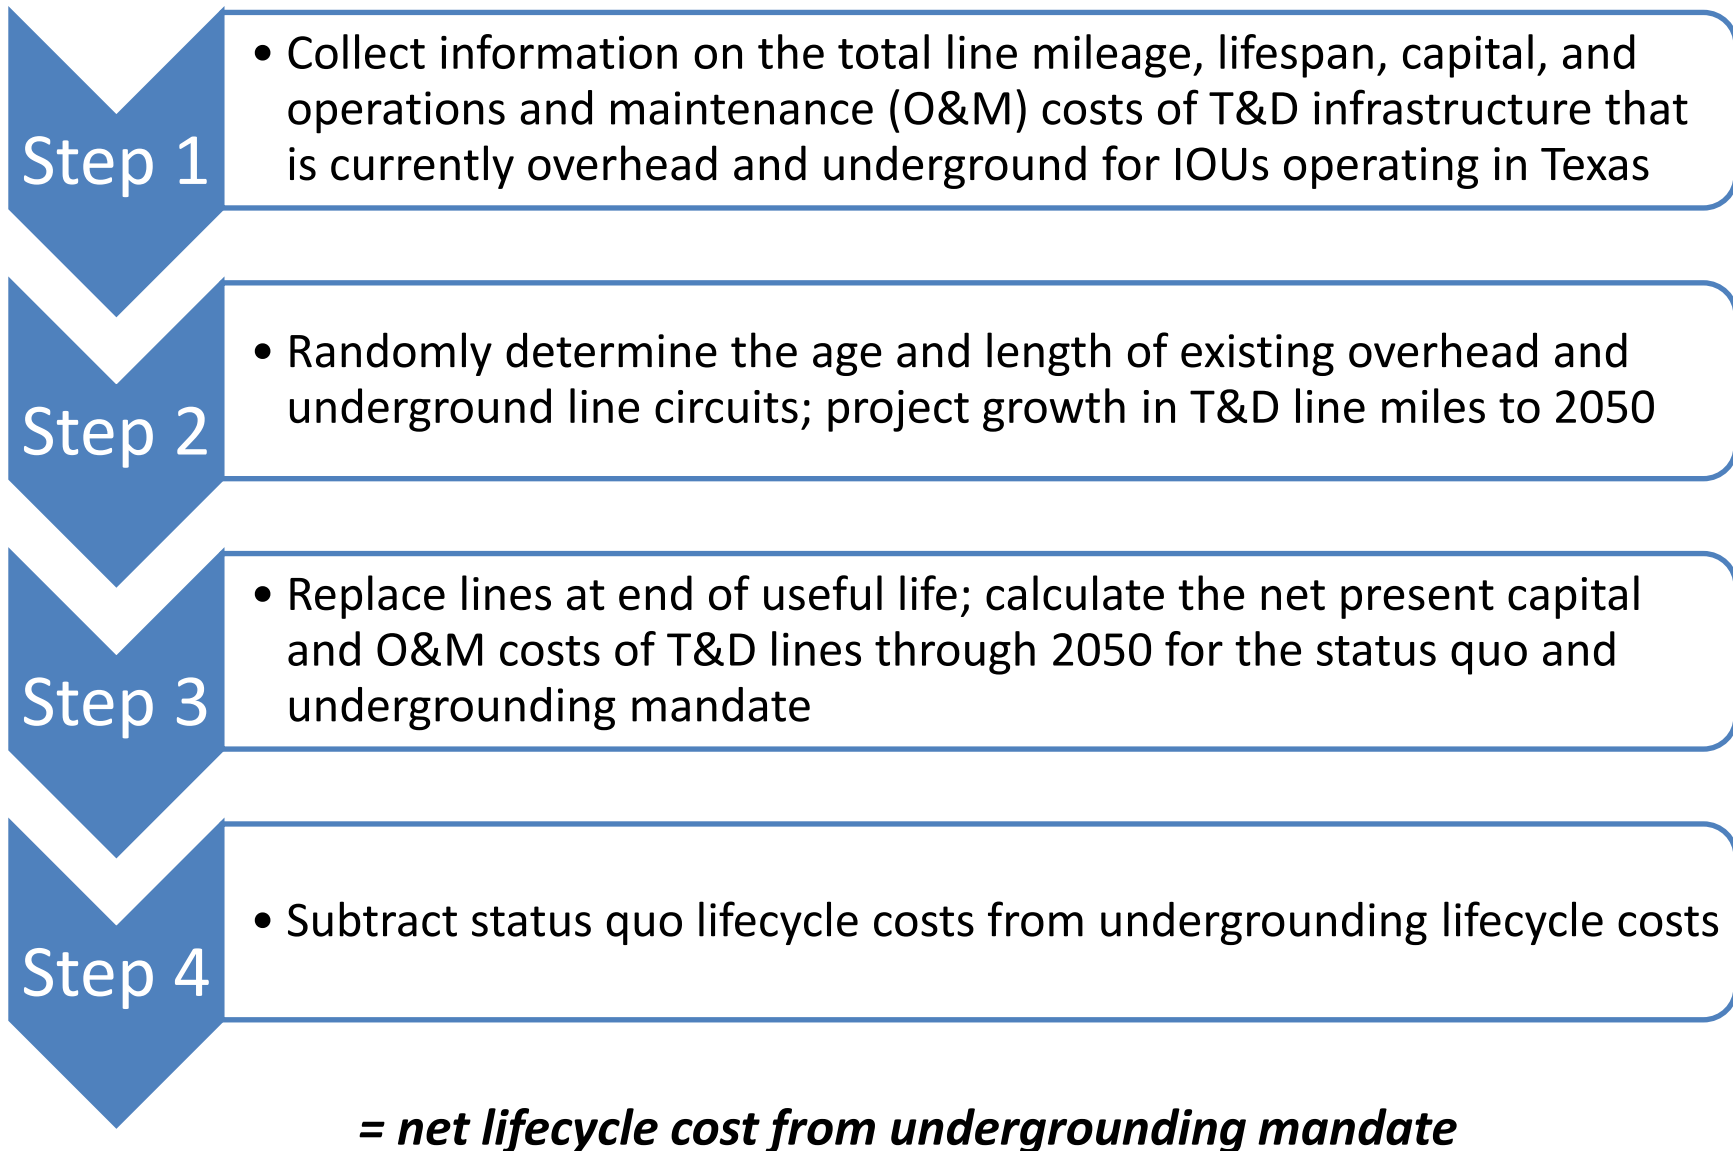 Step 1
• Collect information on the total line mileage, lifespan, capital, and
operations and maintenance (O&M) costs of T&D infrastructure that
is currently overhead and underground for IOUs operating in Texas
Step 2
• Randomly determine the age and length of existing overhead and
underground line circuits; project growth in T&D line miles to 2050
Step 3
• Replace lines at end of useful life; calculate the net present capital
and O&M costs of T&D lines through 2050 for the status quo and
undergrounding mandate
Step 4
• Subtract status quo lifecycle costs from undergrounding lifecycle costs
= net lifecycle cost from undergrounding mandate